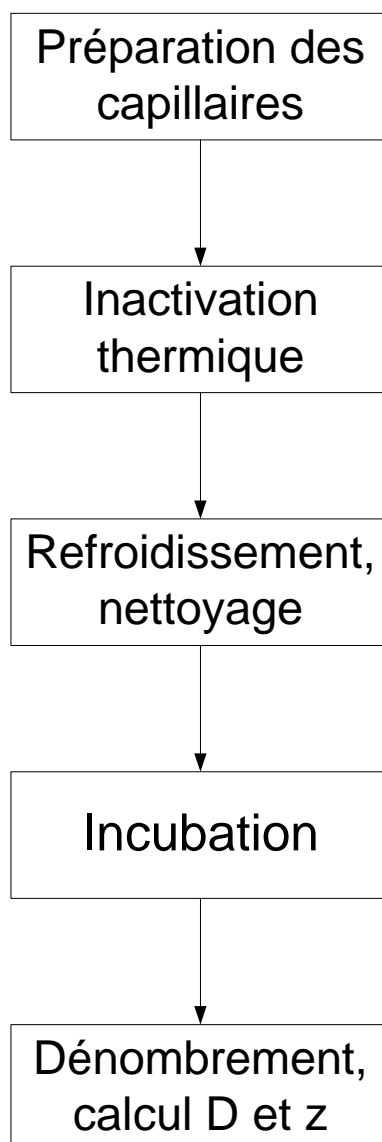 Préparation des
capillaires
Inactivation
thermique
Refroidissement,
nettoyage
Incubation
Dénombrement,
calcul D et z